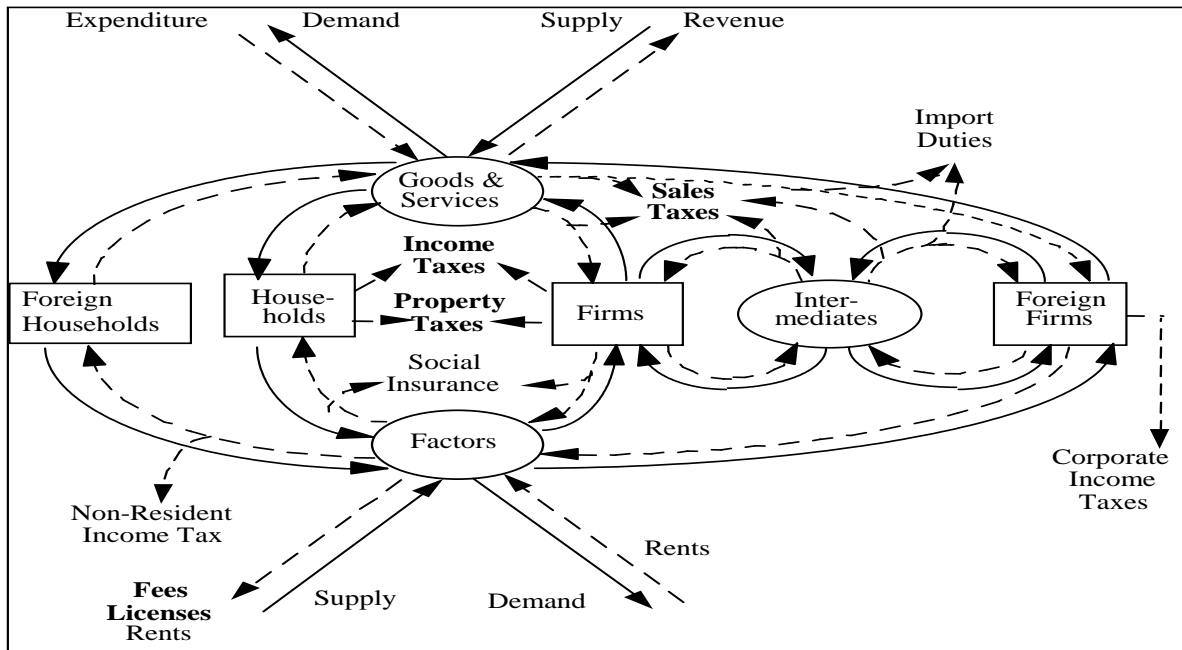 Expenditure
Demand
Supply
Revenue
Import
Duties
Goods &
Services
Sales
Taxes
Income
Taxes
Foreign
Households
House-
holds
Property
Taxes
Firms
Inter-
mediates
Foreign
Firms
Social
Insurance
Factors
Corporate
Income
Taxes
Non-Resident
Income Tax
Rents
Fees
Licenses
Rents
Supply
Demand